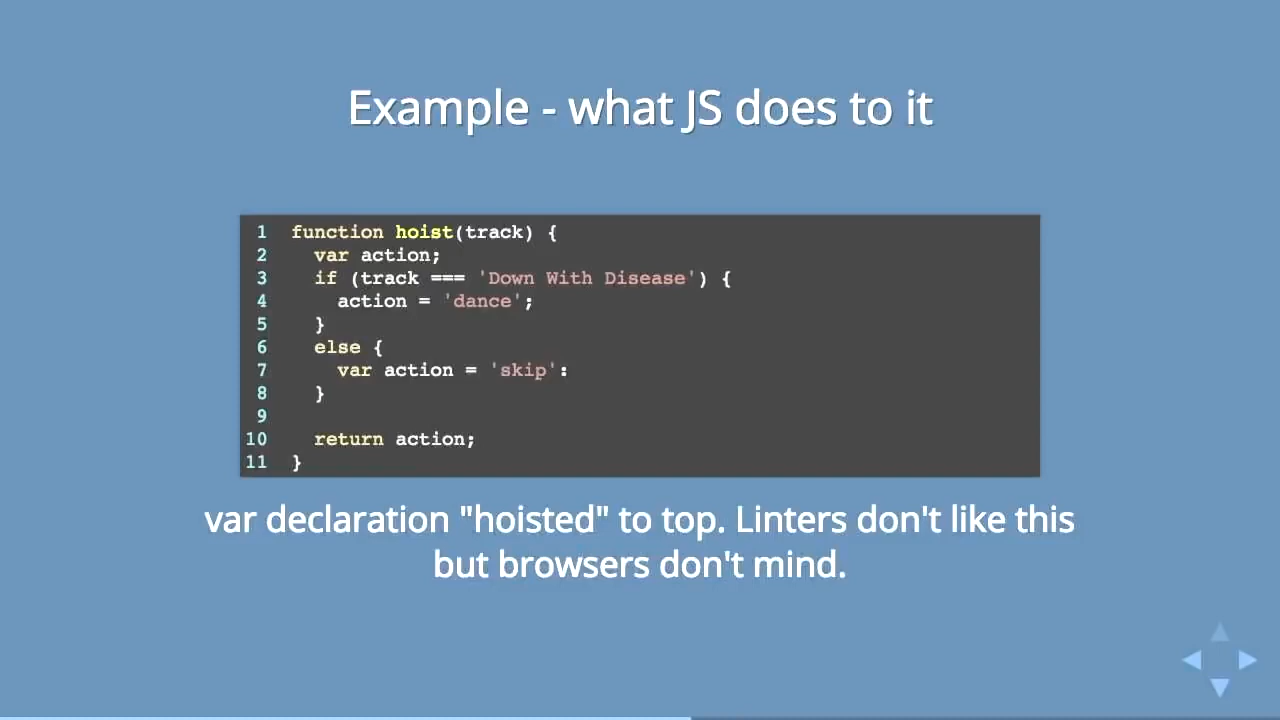 Example - what JS does to it
1 function hoist(track) {
2 var action;
3 if (track === 'Down With Disease') {
4 action = 'dance';
5 }
6 else {
7 var action = 'skip':
8 }
9
10 return action;
11 }
var declaration "hoisted" to top. Linters don't like this
but browsers don't mind.